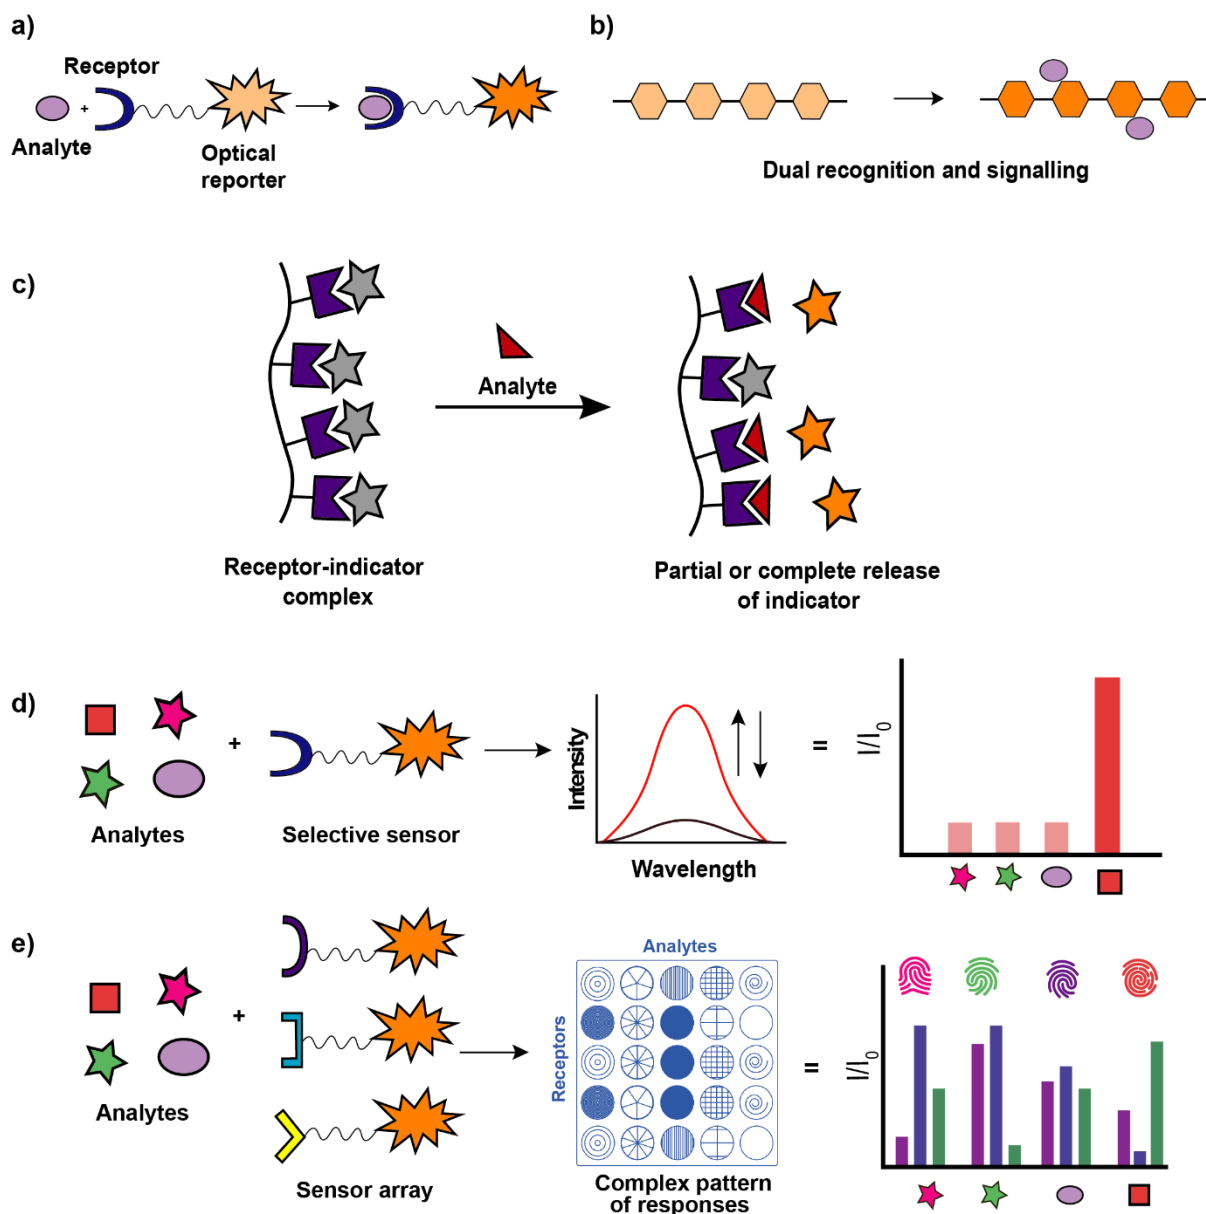 a)
Receptor
+
Analyte
Optical
reporter
b)
Dual recognition and signalling
c)
Analyte
Receptor-indicator
complex
Partial or complete release
of indicator
d)
+
Analytes
Selective sensor
Intensity
Wavelength
=
I/I0
e)
+
Analytes
Sensor array
Analytes
Receptors
Complex pattern
of responses
=
I/I0